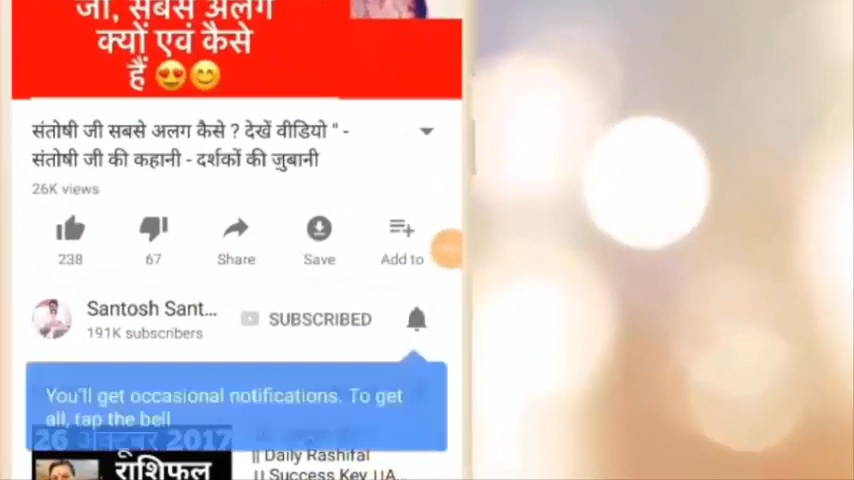 जी, सबसे अलग
क्यों एवं कैसे
हैं 😍😊
संतोषी जी सबसे अलग कैसे ? देखें वीडियो " -
संतोषी जी की कहानी - दर्शकों की जुबानी
26K views
238
67
Share
Save
Add to
Santosh Sant...
191K subscribers
SUBSCRIBED
You'll get occasional notifications. To get
all, tap the bell
26 अक्टूबर 2017
राशिफल
|| Daily Rashifal
|| Success Key ||A...